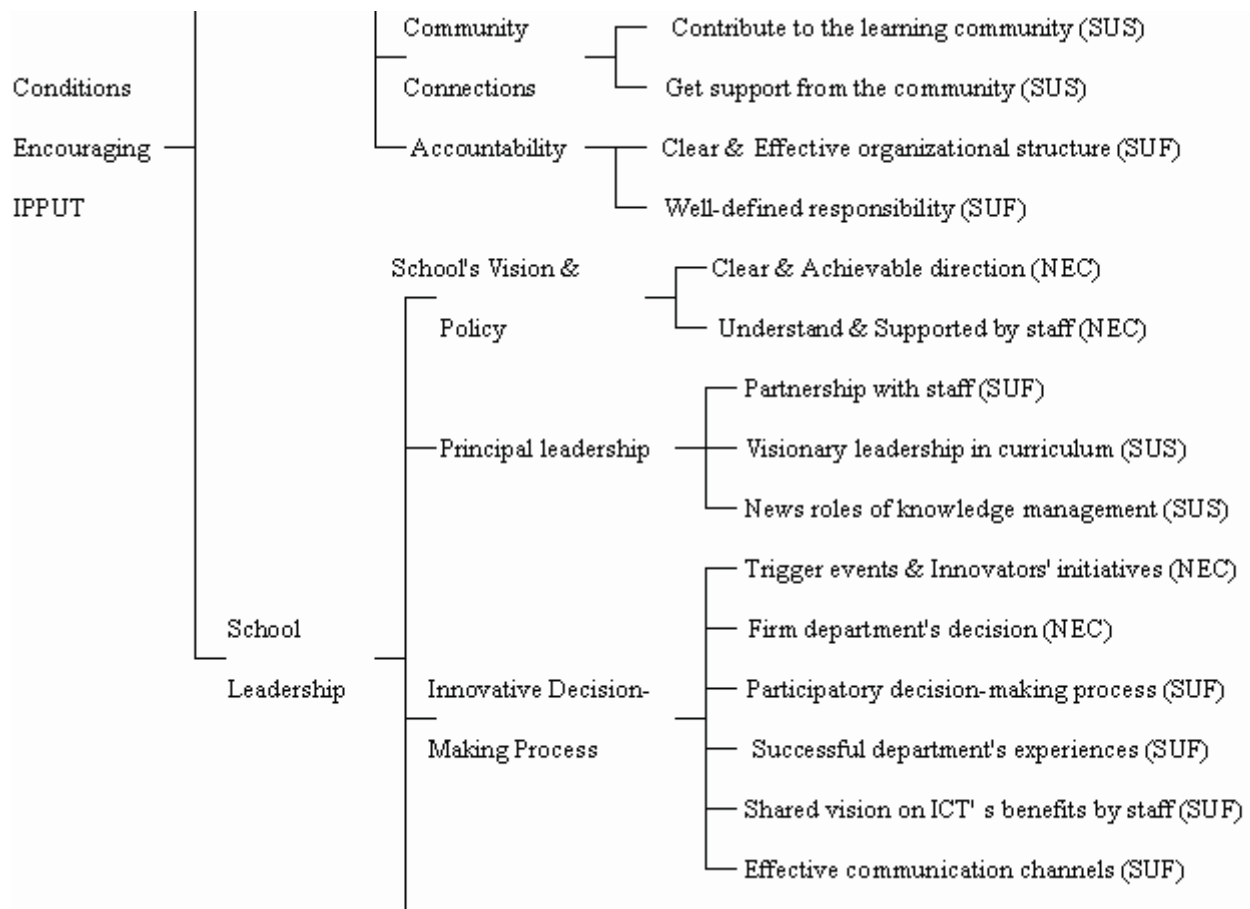 Community
Contribute to the learning community (SUS)
Conditions
Connections
Get support from the community (SUS)
Encouraging
Accountability
Clear & Effective organizational structure (SUF)
IPPUT
Well-defined responsibility (SUF)
School's Vision &
Clear & Achievable direction (NEC)
Policy
Understand & Supported by staff (NEC)
Partnership with staff (SUF)
Principal leadership
Visionary leadership in curriculum (SUS)
News roles of knowledge management (SUS)
Trigger events & Innovators' initiatives (NEC)
School
Firm department's decision (NEC)
Leadership
Innovative Decision-
Participatory decision-making process (SUF)
Making Process
Successful department's experiences (SUF)
Shared vision on ICT' s benefits by staff (SUF)
Effective communication channels (SUF)